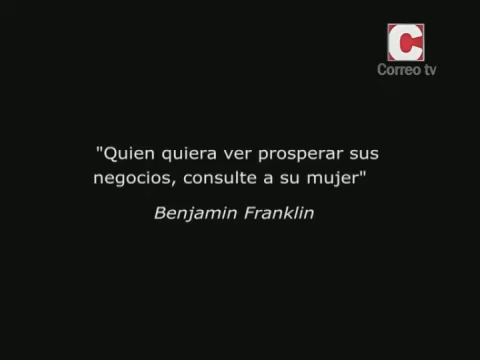 C
Correo tv
"Quien quiera ver prosperar sus
negocios, consulte a su mujer"
Benjamin Franklin